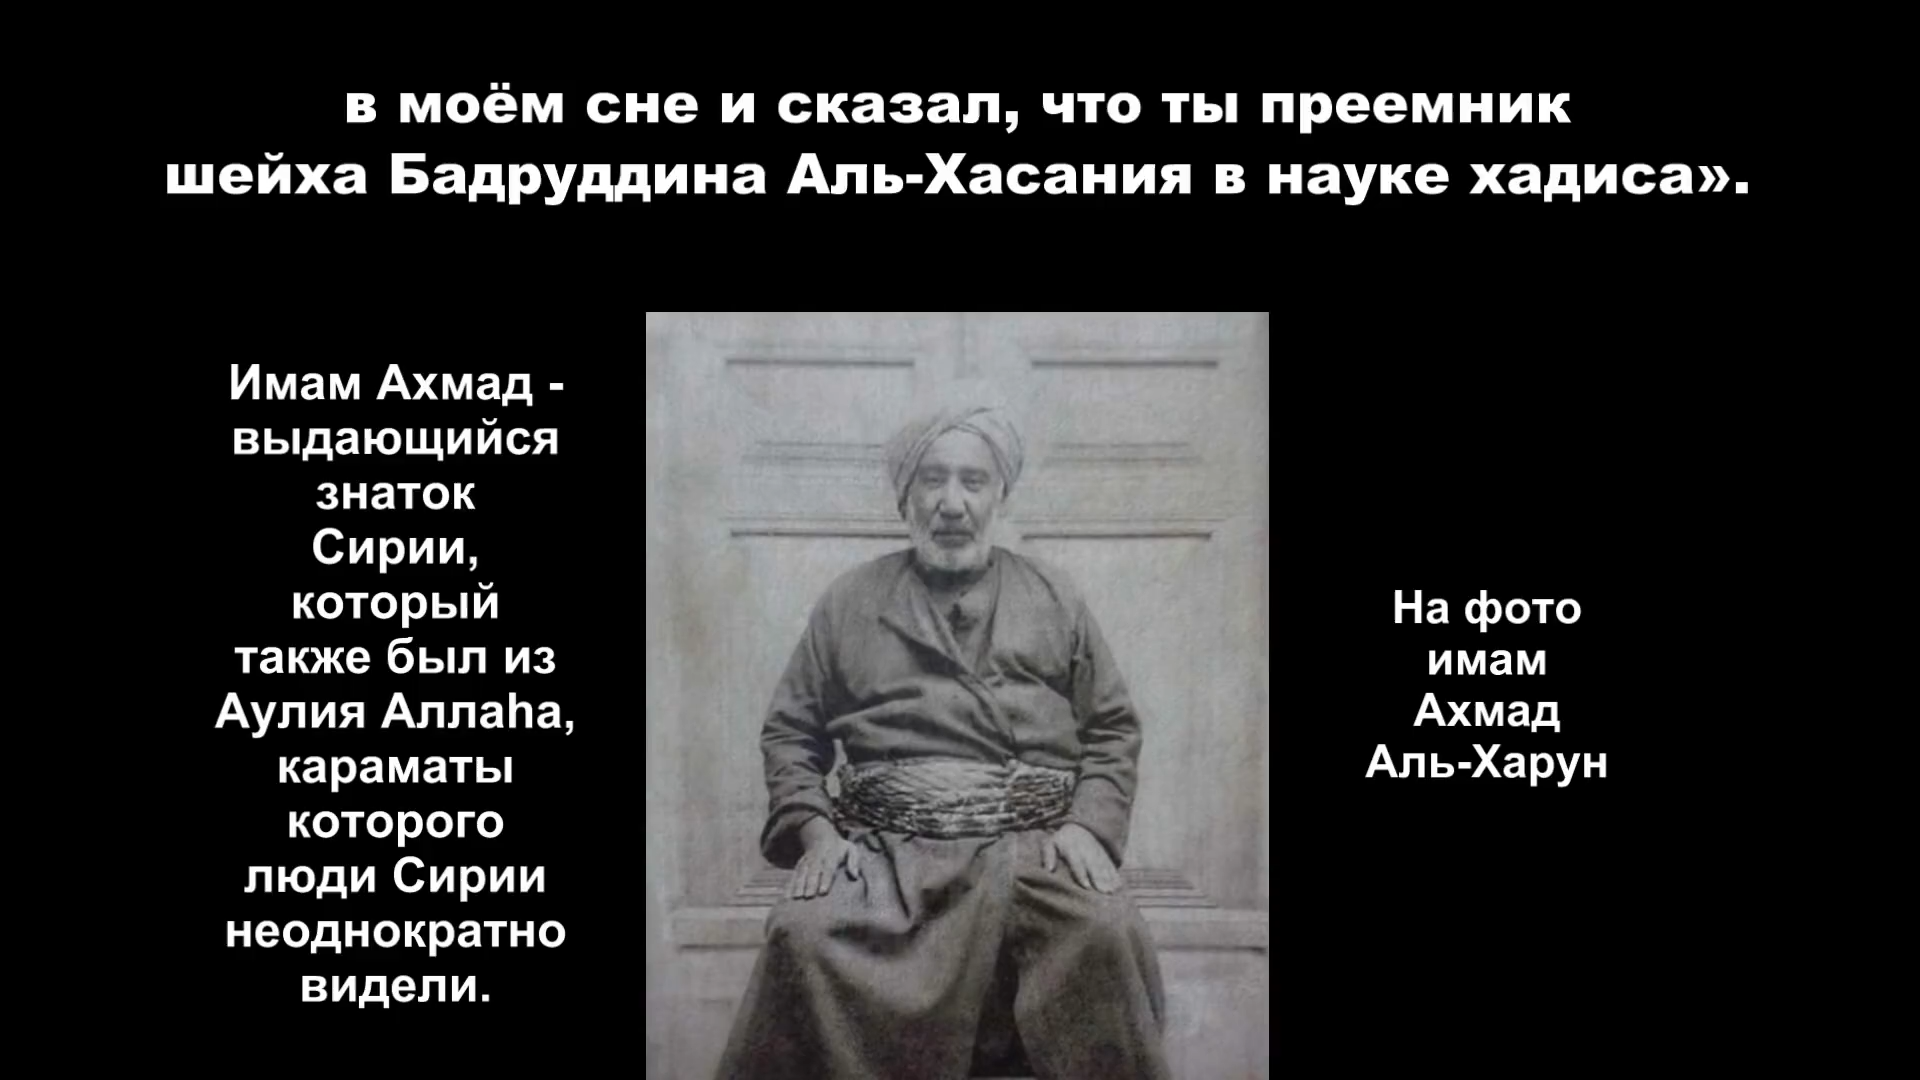 в моём сне и сказал, что ты преемник
шейха Бадруддина Аль-Хасания в науке хадиса».
Имам Ахмад -
выдающийся
знаток
Сирии,
который
также был из
Аулия Аллаhа,
караматы
которого
люди Сирии
неоднократно
видели.
На фото
имам
Ахмад
Аль-Харун